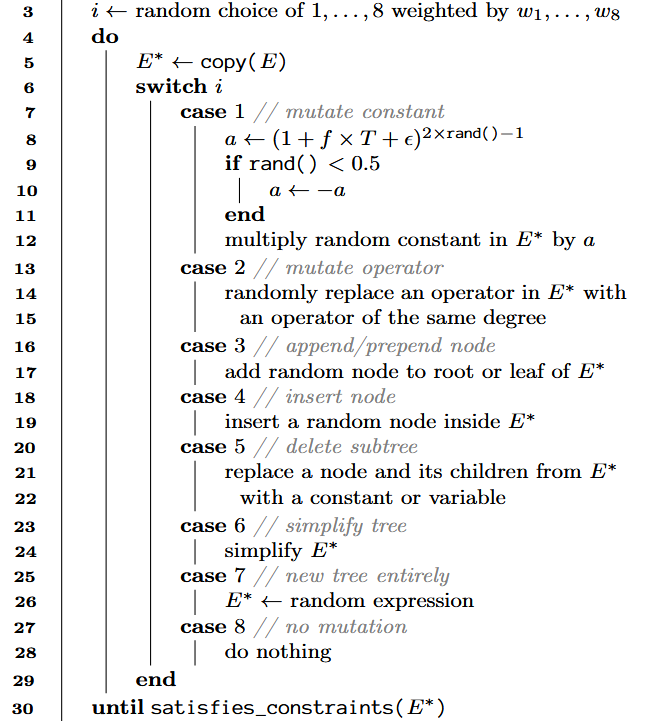 3 i ← random choice of 1, . . . , 8 weighted by w₁, . . . , w₈
4 do
5 E* ← copy(E)
6 switch i
7 case 1 // mutate constant
8 a ← (1 + f × T + ϵ)^{2×rand()−1}
9 if rand() < 0.5
10 a ← −a
11 end
12 multiply random constant in E* by a
13 case 2 // mutate operator
14 randomly replace an operator in E* with
15 an operator of the same degree
16 case 3 // append/prepend node
17 add random node to root or leaf of E*
18 case 4 // insert node
19 insert a random node inside E*
20 case 5 // delete subtree
21 replace a node and its children from E*
22 with a constant or variable
23 case 6 // simplify tree
24 simplify E*
25 case 7 // new tree entirely
26 E* ← random expression
27 case 8 // no mutation
28 do nothing
29 end
30 until satisfies_constraints(E*)